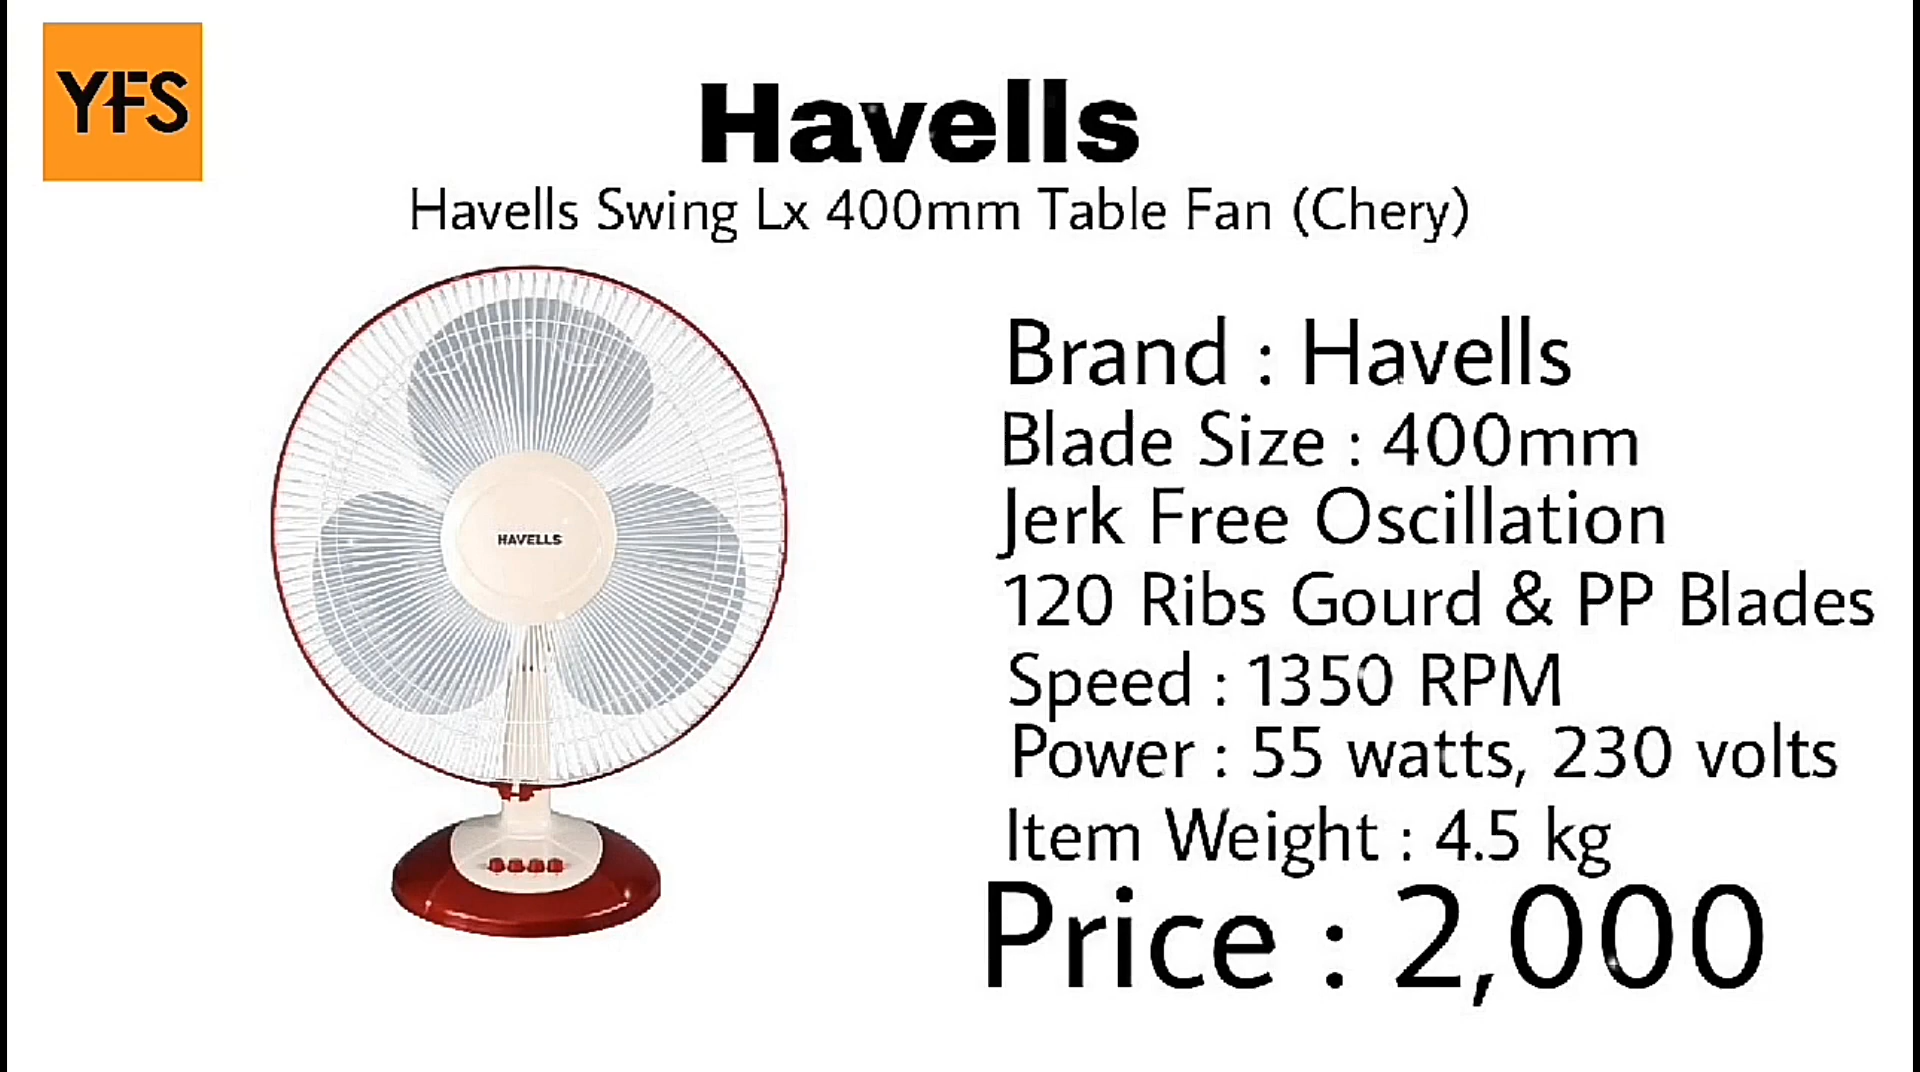 YFS
Havells
Havells Swing Lx 400mm Table Fan (Chery)
HAVELLS
Brand : Havells
Blade Size : 400mm
Jerk Free Oscillation
120 Ribs Gourd & PP Blades
Speed : 1350 RPM
Power : 55 watts, 230 volts
Item Weight : 4.5 kg
Price : 2,000